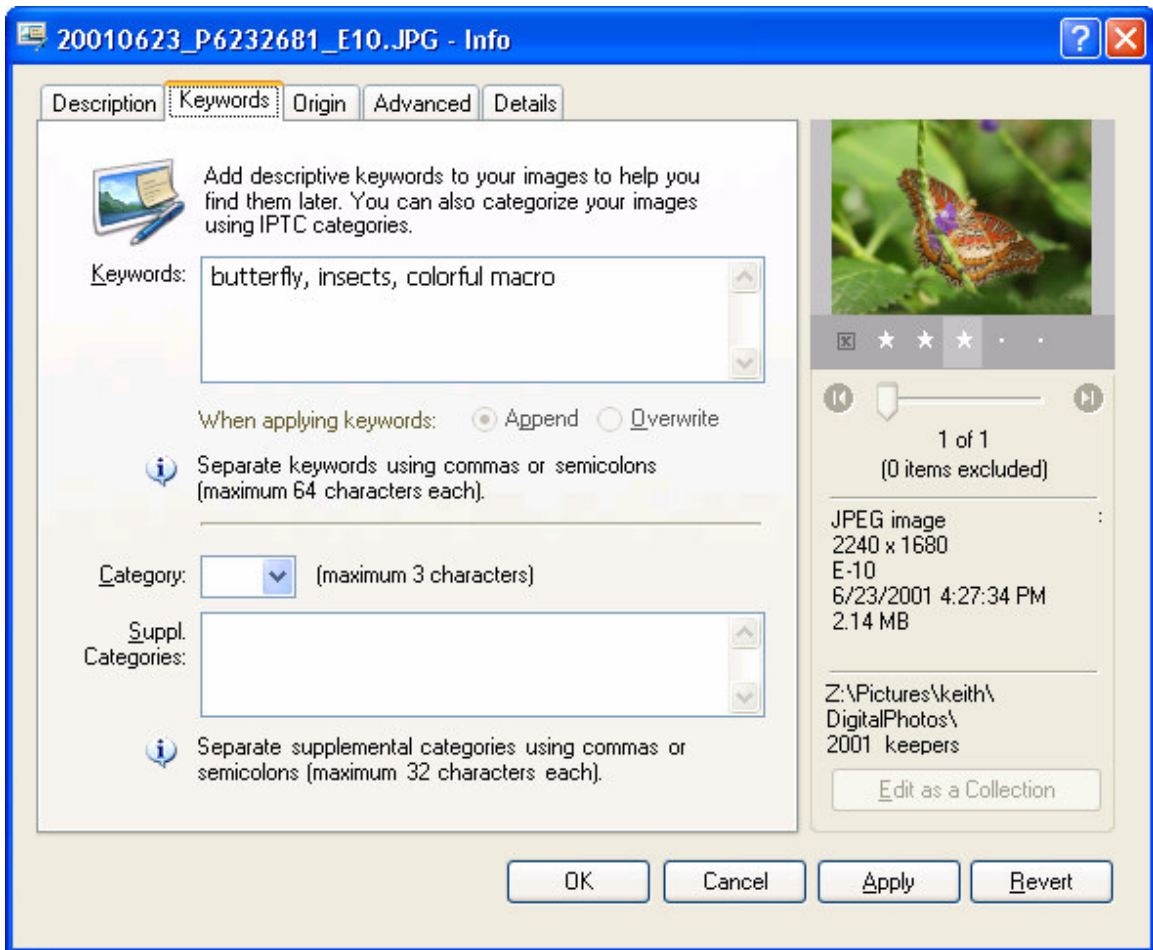 20010623_P6232681_E10.JPG - Info
Description Keywords Origin Advanced Details
Add descriptive keywords to your images to help you
find them later. You can also categorize your images
using IPTC categories.
Keywords:
butterfly, insects, colorful macro
When applying keywords: Append Overwrite
Separate keywords using commas or semicolons
(maximum 64 characters each).
Category: (maximum 3 characters)
Suppl.
Categories:
Separate supplemental categories using commas or
semicolons (maximum 32 characters each).
1 of 1
(0 items excluded)
JPEG image :
2240 x 1680
E-10
6/23/2001 4:27:34 PM
2.14 MB
Z:\Pictures\keith\
DigitalPhotos\
2001 keepers
Edit as a Collection
OK Cancel Apply Revert